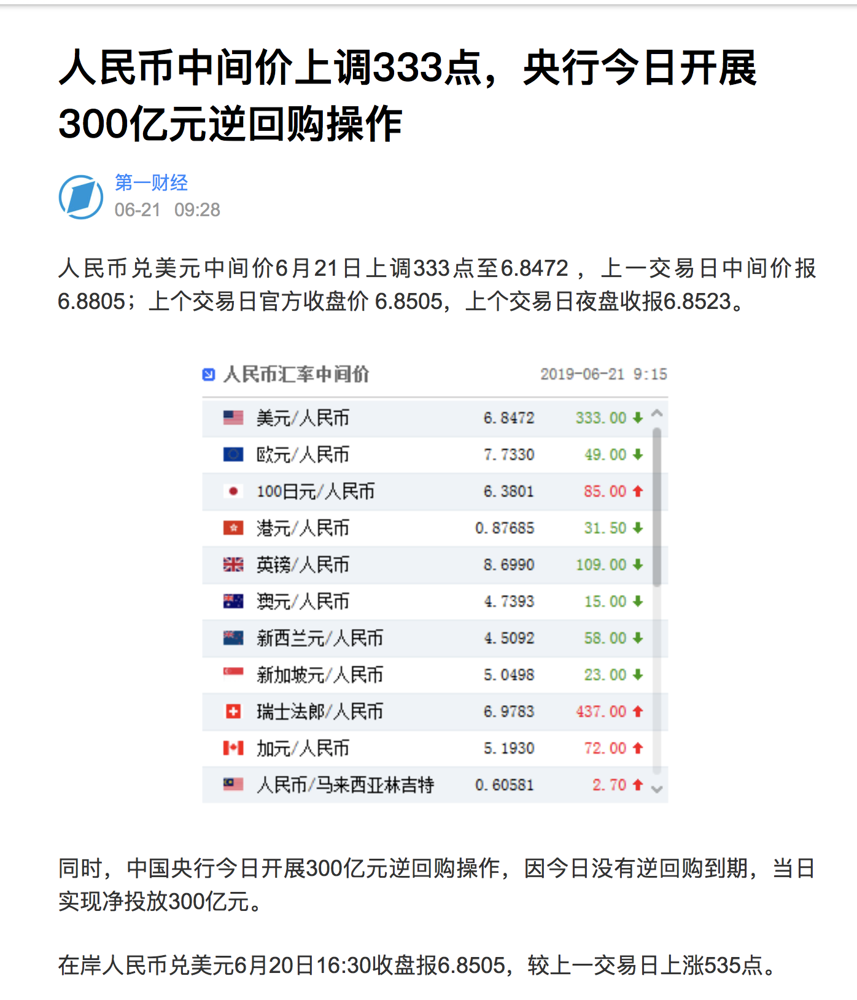 人民币中间价上调333点，央行今日开展
300亿元逆回购操作
第一财经
06-21 09:28
人民币兑美元中间价6月21日上调333点至6.8472 ，上一交易日中间价报
6.8805；上个交易日官方收盘价 6.8505，上个交易日夜盘收报6.8523。
人民币汇率中间价 2019-06-21 9:15
美元/人民币 6.8472 333.00
欧元/人民币 7.7330 49.00
100日元/人民币 6.3801 85.00
港元/人民币 0.87685 31.50
英镑/人民币 8.6990 109.00
澳元/人民币 4.7393 15.00
新西兰元/人民币 4.5092 58.00
新加坡元/人民币 5.0498 23.00
瑞士法郎/人民币 6.9783 437.00
加元/人民币 5.1930 72.00
人民币/马来西亚林吉特 0.60581 2.70
同时，中国央行今日开展300亿元逆回购操作，因今日没有逆回购到期，当日
实现净投放300亿元。
在岸人民币兑美元6月20日16:30收盘报6.8505，较上一交易日上涨535点。